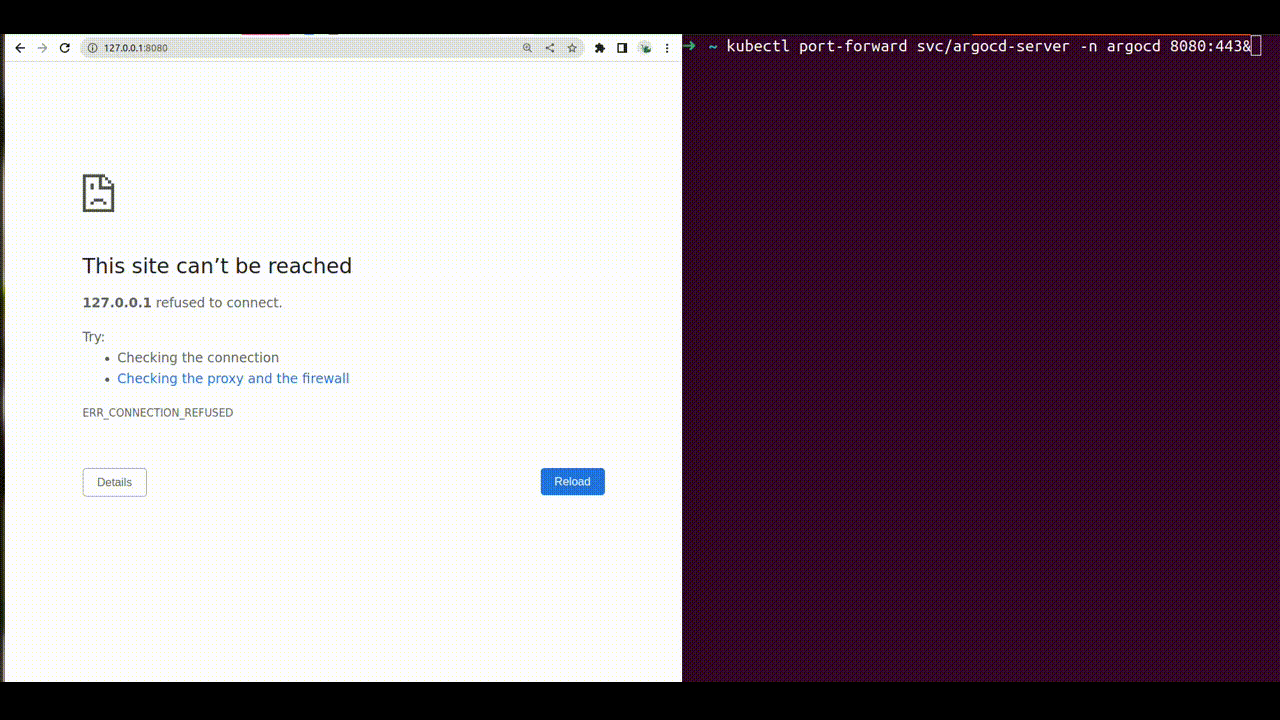 127.0.0.1:8080
➜ ~ kubectl port-forward svc/argocd-server -n argocd 8080:443&
This site can’t be reached
127.0.0.1 refused to connect.
Try:
• Checking the connection
• Checking the proxy and the firewall
ERR_CONNECTION_REFUSED
Details
Reload